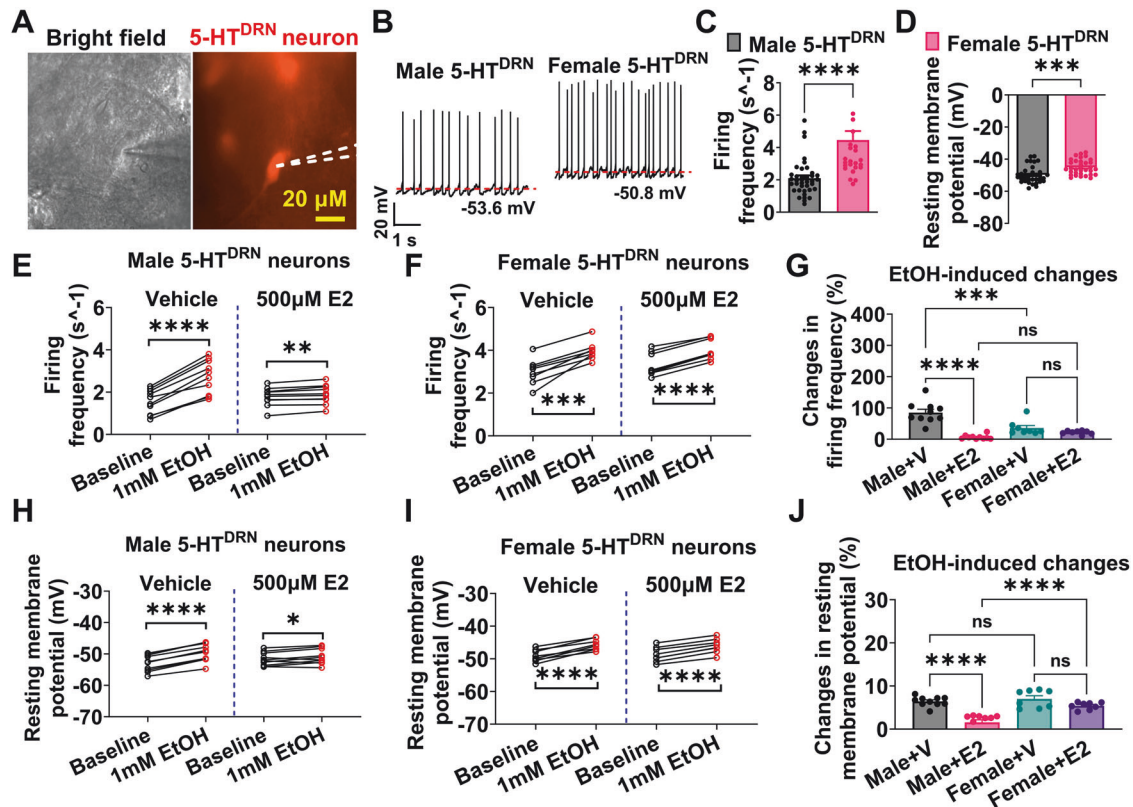 A
Bright field
5-HT^DRN neuron
20 µM
B
Male 5-HT^DRN
Female 5-HT^DRN
-53.6 mV
-50.8 mV
20 mV
1 s
C
Male 5-HT^DRN
****
Firing
frequency (s^-1)
8
6
4
2
0
D
Female 5-HT^DRN
***
Resting membrane
potential (mV)
0
-20
-40
-60
-80
E
Male 5-HT^DRN neurons
Vehicle
500µM E2
****
**
Firing
frequency (s^-1)
6
4
2
0
Baseline
1mM EtOH
Baseline
1mM EtOH
F
Female 5-HT^DRN neurons
Vehicle
500µM E2
***
****
Firing
frequency (s^-1)
6
4
2
0
Baseline
1mM EtOH
Baseline
1mM EtOH
G
EtOH-induced changes
***
ns
****
ns
Changes in
firing frequency (%)
400
300
200
100
0
Male+V
Male+E2
Female+V
Female+E2
H
Male 5-HT^DRN neurons
Vehicle
500µM E2
****
*
Resting membrane
potential (mV)
-30
-40
-50
-60
-70
Baseline
1mM EtOH
Baseline
1mM EtOH
I
Female 5-HT^DRN neurons
Vehicle
500µM E2
****
****
Resting membrane
potential (mV)
-30
-40
-50
-60
-70
Baseline
1mM EtOH
Baseline
1mM EtOH
J
EtOH-induced changes
****
ns
****
ns
Changes in resting
membrane potential (%)
30
20
10
0
Male+V
Male+E2
Female+V
Female+E2